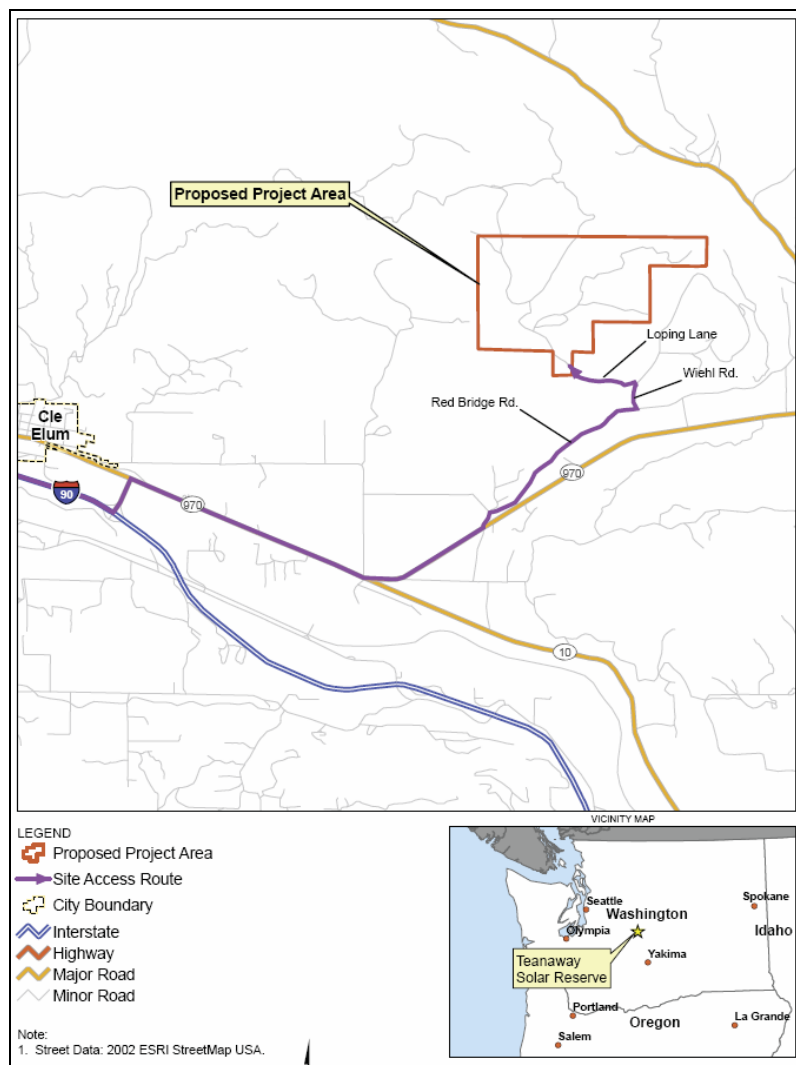 Proposed Project Area
Loping Lane
Wiehl Rd.
Red Bridge Rd.
Cle
Elum
970
90
970
10
LEGEND
Proposed Project Area
Site Access Route
City Boundary
Interstate
Highway
Major Road
Minor Road
Note:
1. Street Data: 2002 ESRI StreetMap USA.
VICINITY MAP
Seattle
Spokane
Washington
Idaho
Olympia
Teanaway
Solar Reserve
Yakima
Portland
Oregon
La Grande
Salem